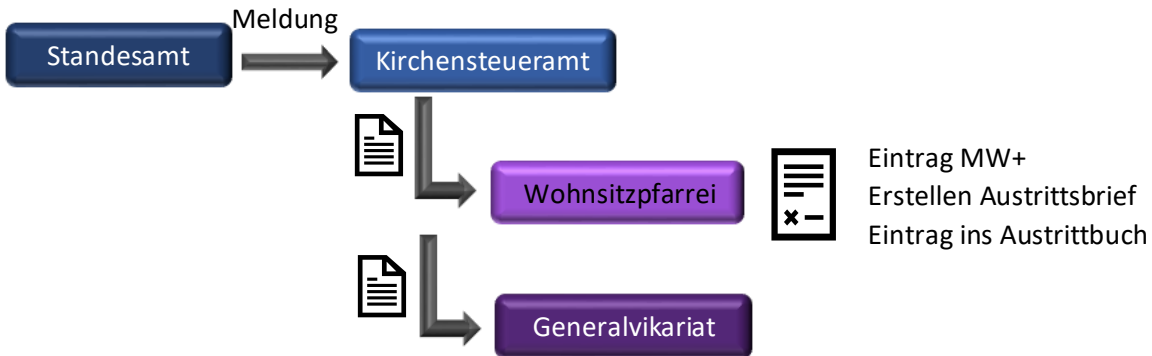 Meldung
Standesamt
Kirchensteueramt
Wohnsitzpfarrei
Eintrag MW+
Erstellen Austrittsbrief
Eintrag ins Austrittbuch
Generalvikariat